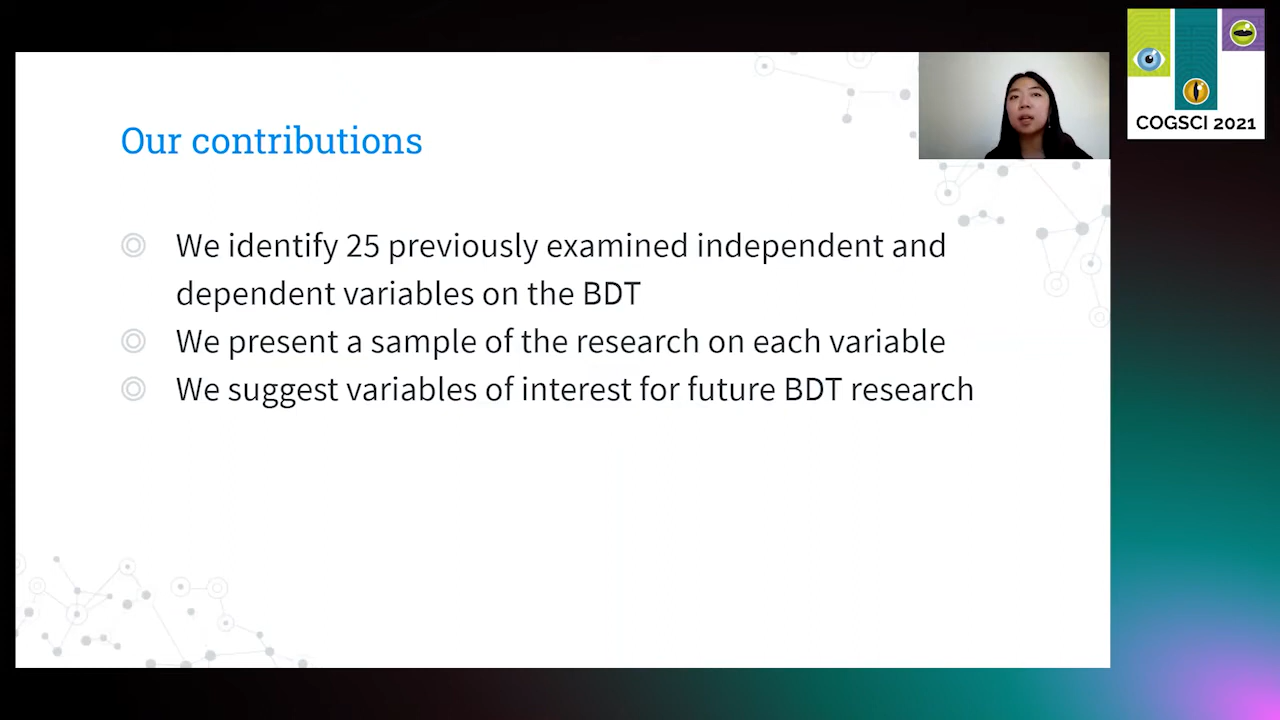 COGSCI 2021
Our contributions
We identify 25 previously examined independent and
dependent variables on the BDT
We present a sample of the research on each variable
We suggest variables of interest for future BDT research